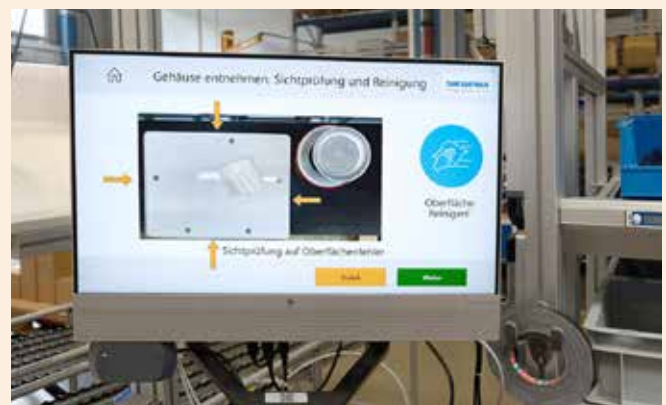 Gehäuse entnehmen, Sichtprüfung und Reinigung
Oberfläche
Reinigen!
Sichtprüfung auf Oberflächenfehler
Zurück
Weiter